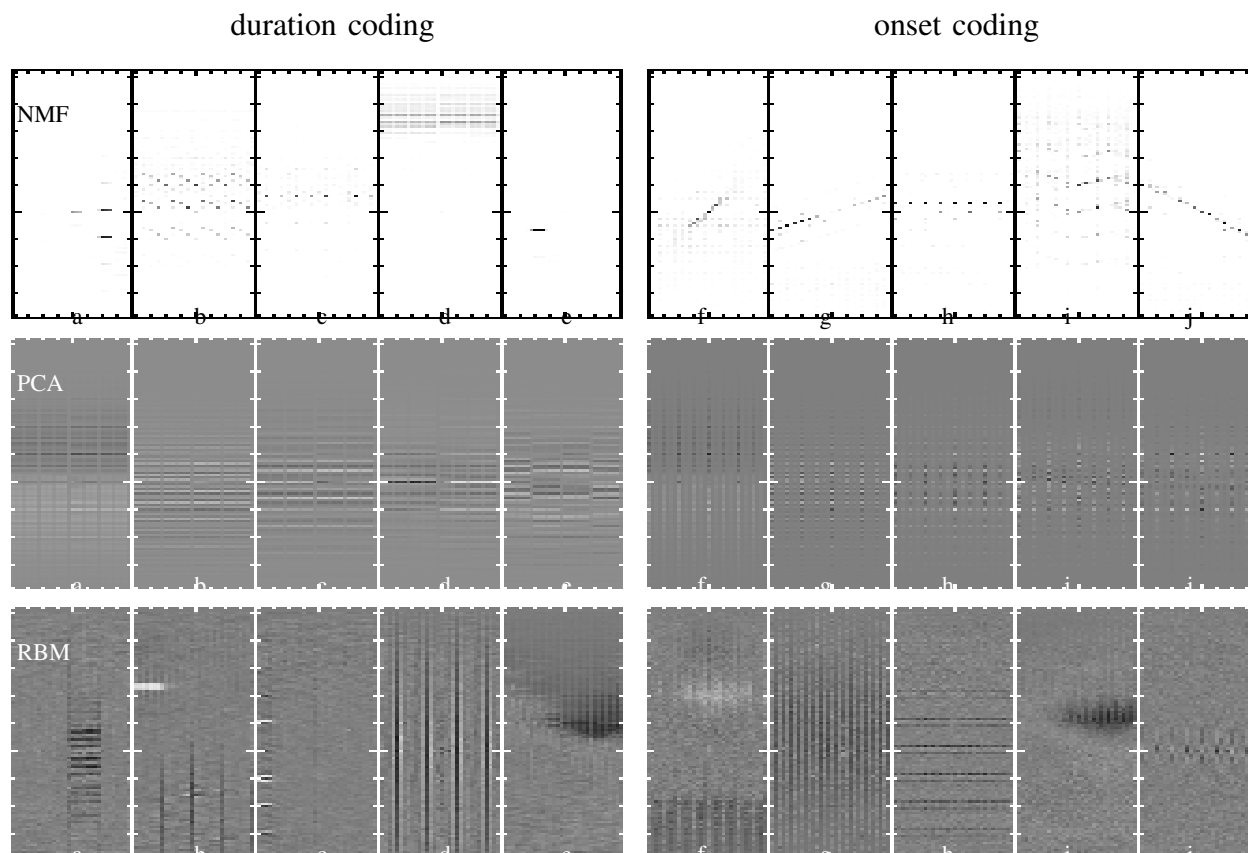 duration coding onset coding
NMF
a b c d e f g h i j
PCA
a b c d e f g h i j
RBM
a b c d e f g h i j